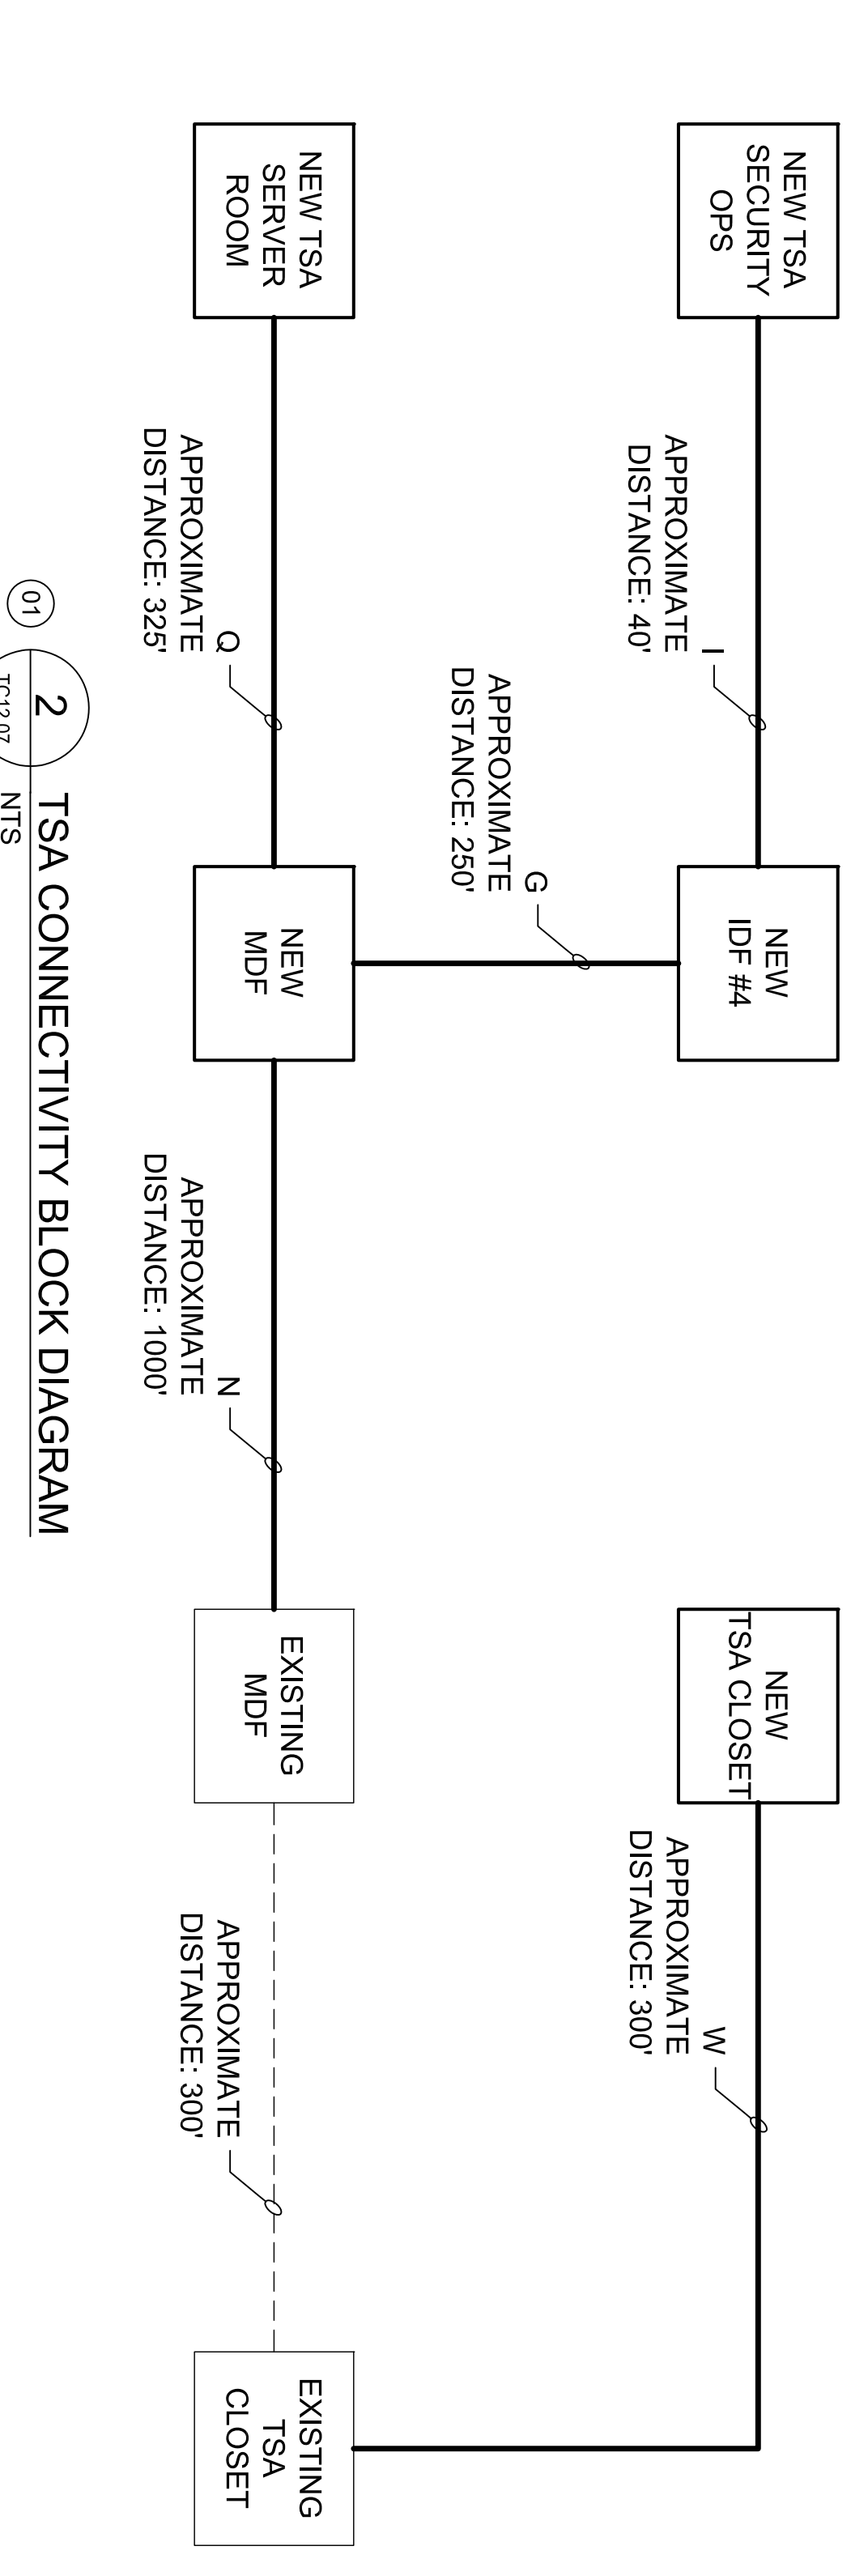 NEW TSA
SECURITY
OPS
APPROXIMATE
DISTANCE: 40'
I
NEW
IDF #4
NEW
TSA CLOSET
APPROXIMATE
DISTANCE: 300'
W
APPROXIMATE
DISTANCE: 250'
G
NEW TSA
SERVER
ROOM
Q
APPROXIMATE
DISTANCE: 325'
NEW
MDF
N
APPROXIMATE
DISTANCE: 1000'
EXISTING
MDF
APPROXIMATE
DISTANCE: 300'
EXISTING
TSA
CLOSET
01
2
TSA CONNECTIVITY BLOCK DIAGRAM
TC12.07
NTS